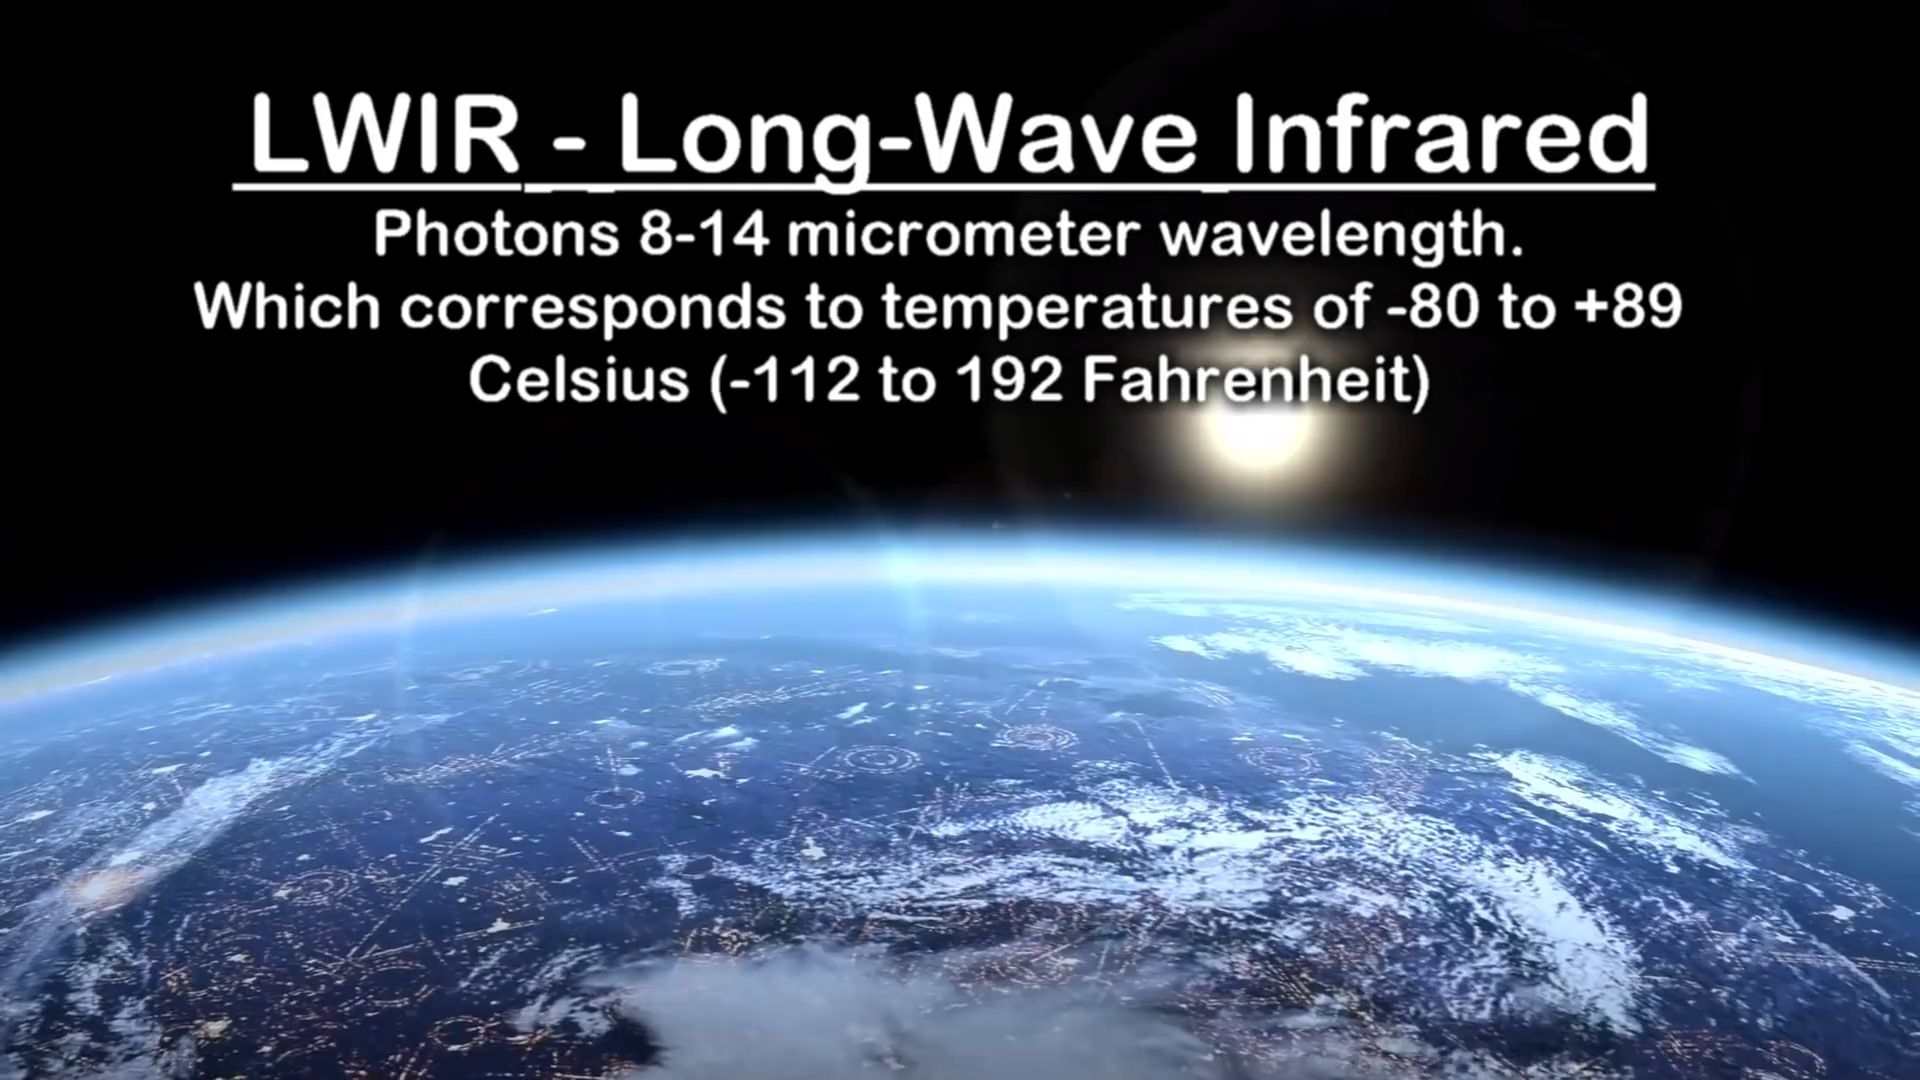 LWIR - Long-Wave Infrared
Photons 8-14 micrometer wavelength.
Which corresponds to temperatures of -80 to +89
Celsius (-112 to 192 Fahrenheit)